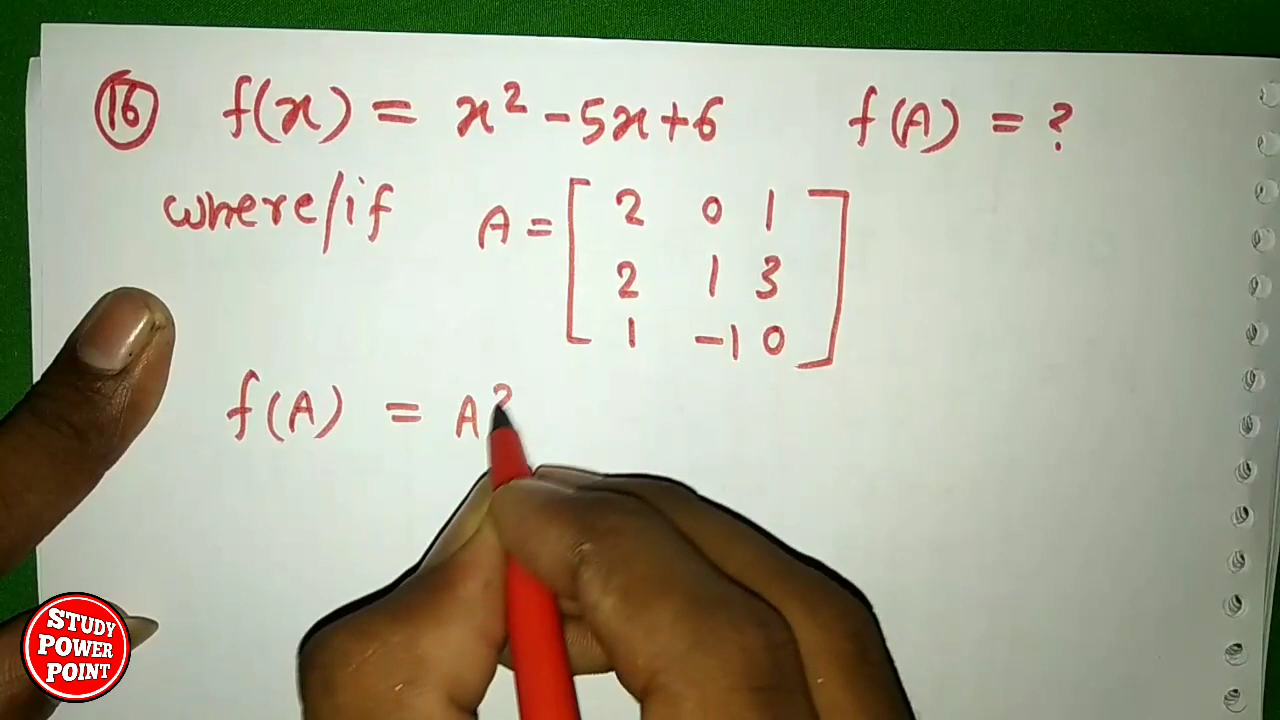 16 f(x) = x² -5x+6 f(A) = ?
where/if A = [ 2 0 1
2 1 3
1 -1 0 ]
f(A) = A²
STUDY
POWER
POINT